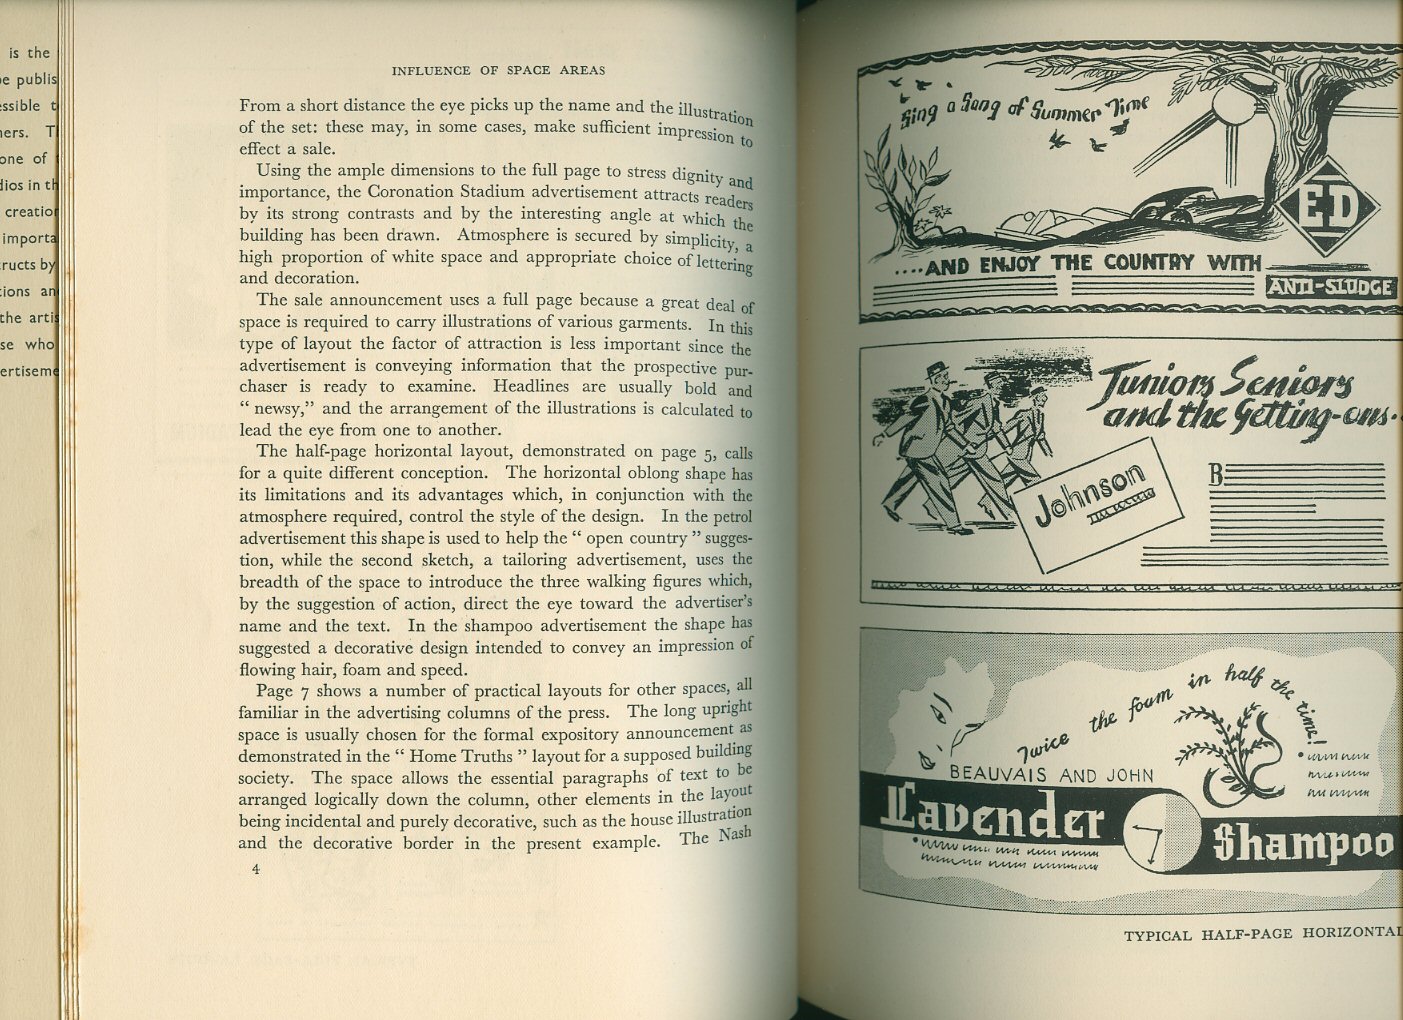 is the
e publis
ssible t
ners. T
one of
dios in th
creation
importa
ructs by
tions an
the artis
se who
ertiseme
INFLUENCE OF SPACE AREAS
From a short distance the eye picks up the name and the illustration
of the set: these may, in some cases, make sufficient impression to
effect a sale.
Using the ample dimensions to the full page to stress dignity and
importance, the Coronation Stadium advertisement attracts readers
by its strong contrasts and by the interesting angle at which the
building has been drawn. Atmosphere is secured by simplicity, a
high proportion of white space and appropriate choice of lettering
and decoration.
The sale announcement uses a full page because a great deal of
space is required to carry illustrations of various garments. In this
type of layout the factor of attraction is less important since the
advertisement is conveying information that the prospective pur-
chaser is ready to examine. Headlines are usually bold and
“ newsy,” and the arrangement of the illustrations is calculated to
lead the eye from one to another.
The half-page horizontal layout, demonstrated on page 5, calls
for a quite different conception. The horizontal oblong shape has
its limitations and its advantages which, in conjunction with the
atmosphere required, control the style of the design. In the petrol
advertisement this shape is used to help the “ open country ” sugges-
tion, while the second sketch, a tailoring advertisement, uses the
breadth of the space to introduce the three walking figures which,
by the suggestion of action, direct the eye toward the advertiser’s
name and the text. In the shampoo advertisement the shape has
suggested a decorative design intended to convey an impression of
flowing hair, foam and speed.
Page 7 shows a number of practical layouts for other spaces, all
familiar in the advertising columns of the press. The long upright
space is usually chosen for the formal expository announcement as
demonstrated in the “ Home Truths ” layout for a supposed building
society. The space allows the essential paragraphs of text to be
arranged logically down the column, other elements in the layout
being incidental and purely decorative, such as the house illustration
and the decorative border in the present example. The Nash
4
Sing a Song of Summer Time
ED
....AND ENJOY THE COUNTRY WITH
ANTI-SLUDGE
Juniors Seniors
and the Getting-ons..
Johnson
B
Twice the foam in half the time!
BEAUVAIS AND JOHN
Lavender
Shampoo
TYPICAL HALF-PAGE HORIZONTAL